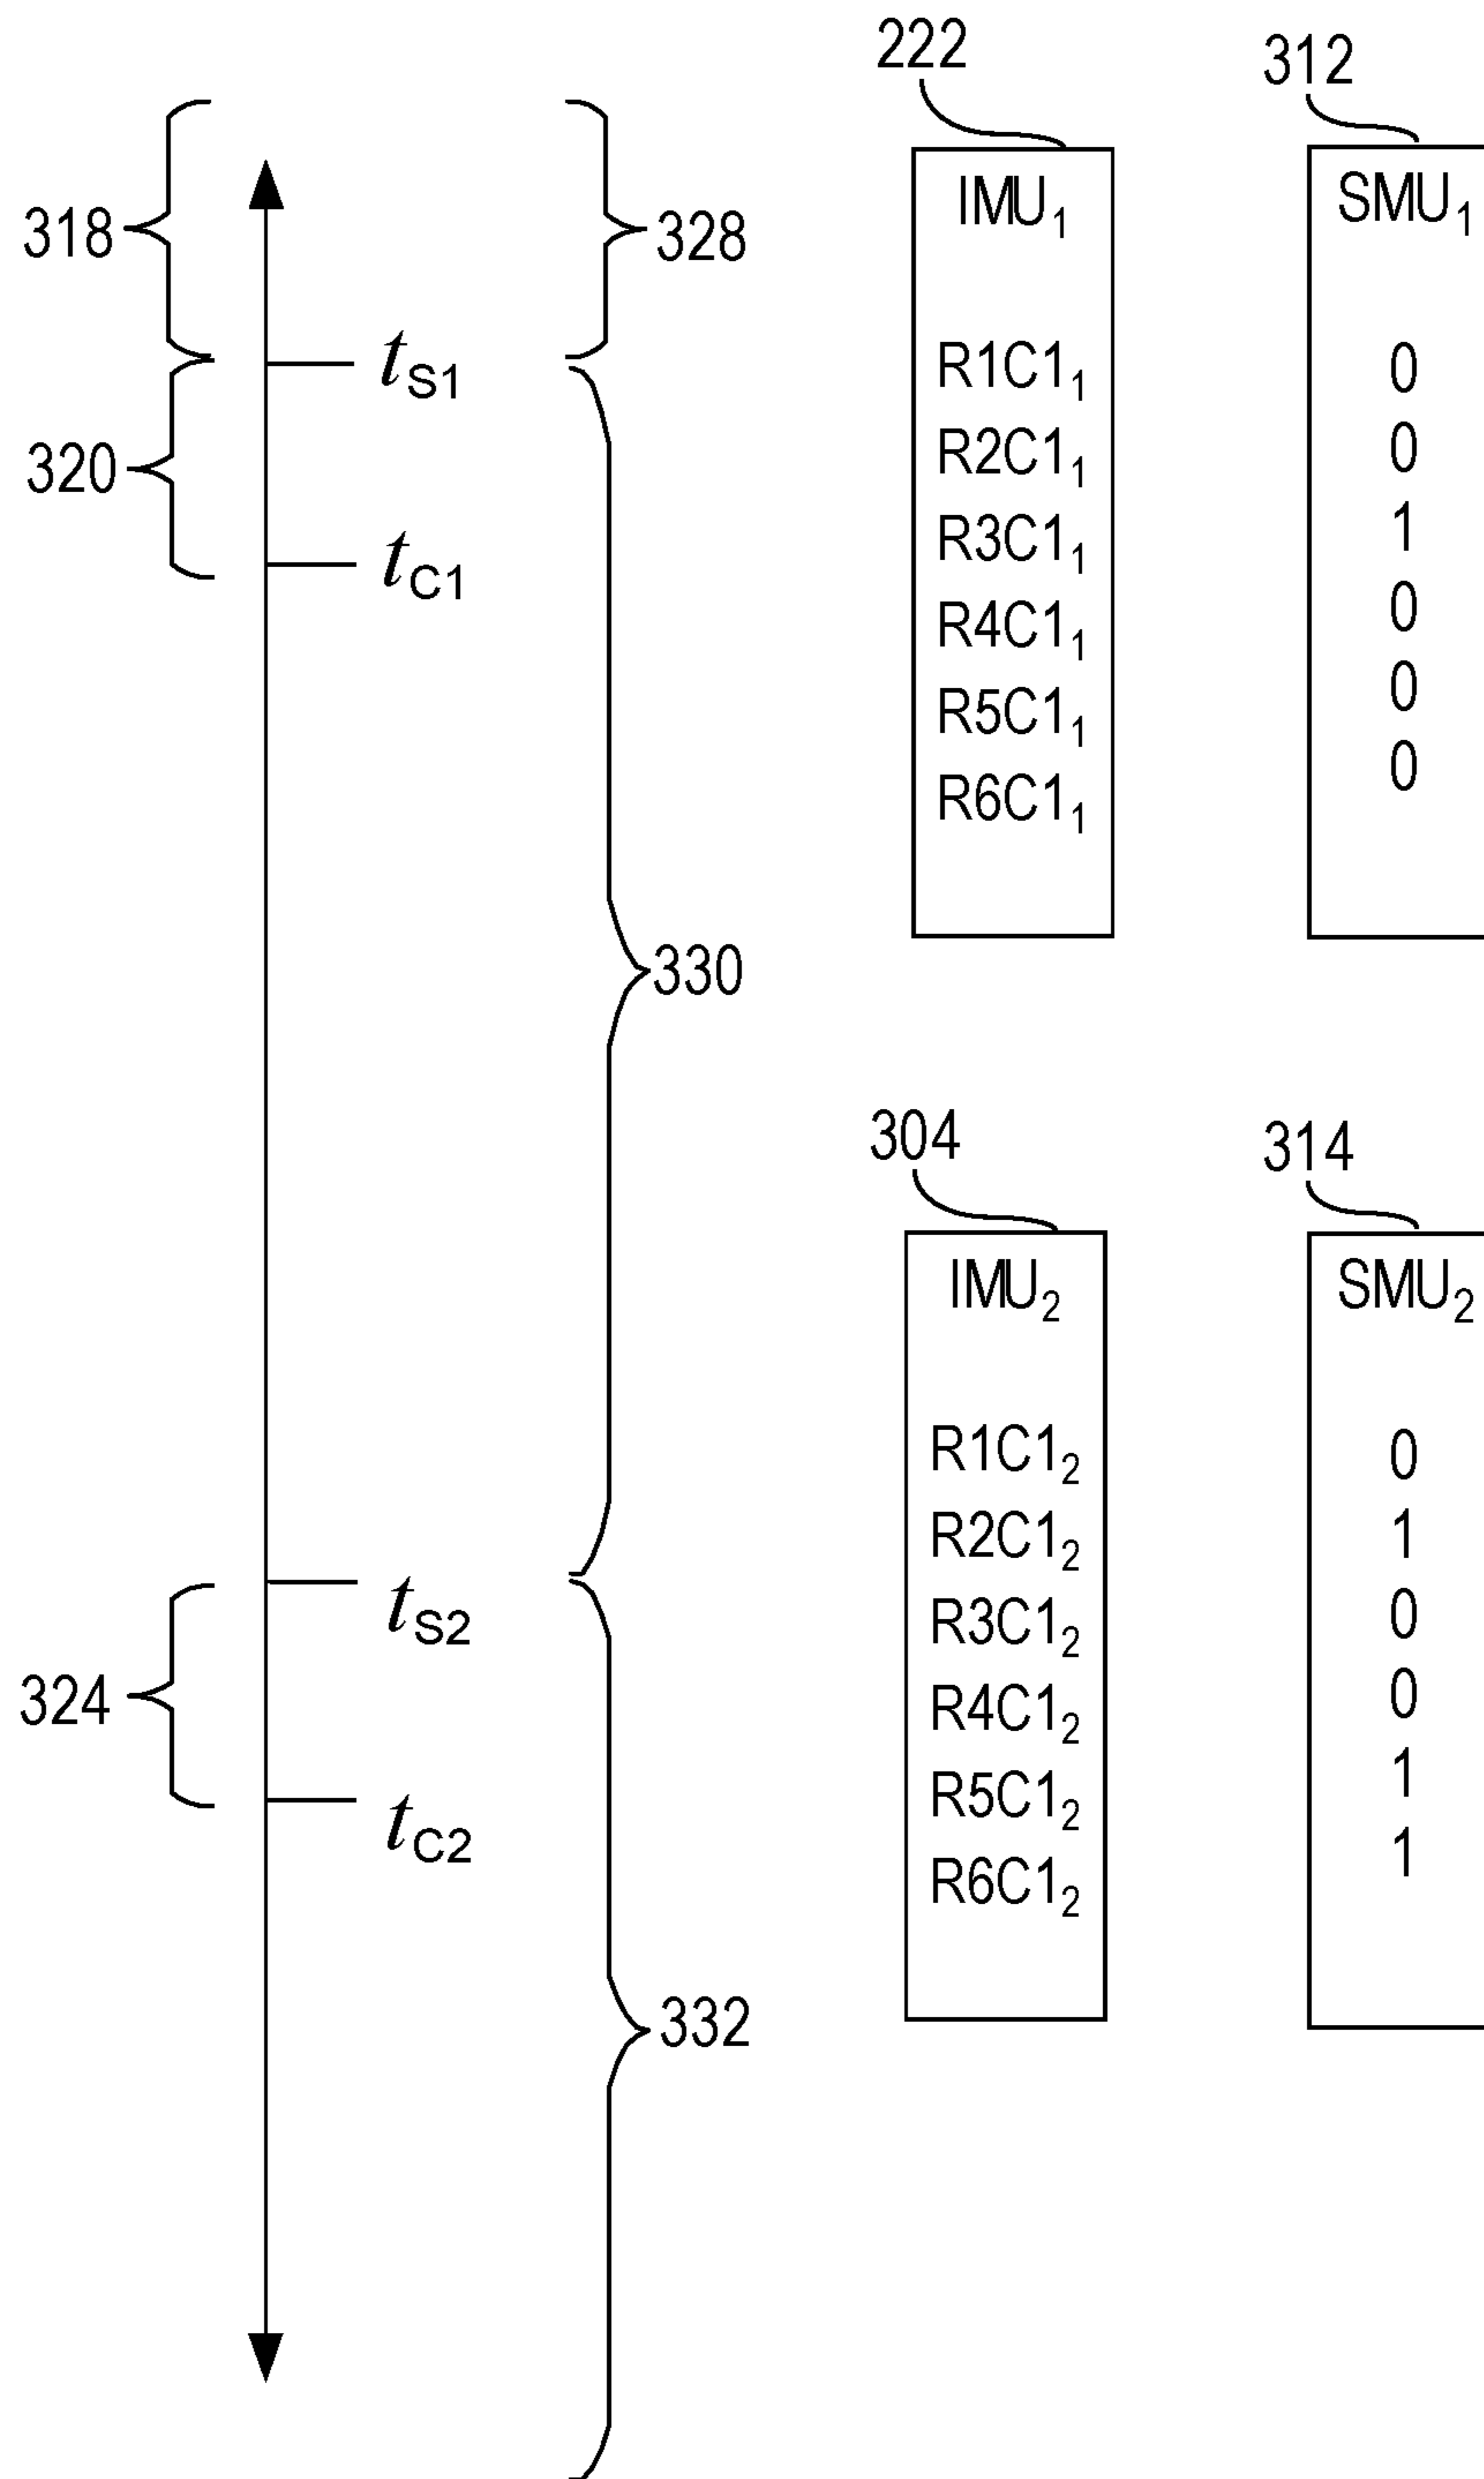 222
312
318
328
IMU₁
SMU₁
tS1
R1C1₁
0
R2C1₁
0
320
R3C1₁
1
tC1
R4C1₁
0
R5C1₁
0
R6C1₁
0
330
304
314
IMU₂
SMU₂
R1C1₂
0
R2C1₂
1
tS2
R3C1₂
0
324
R4C1₂
0
R5C1₂
1
tC2
R6C1₂
1
332